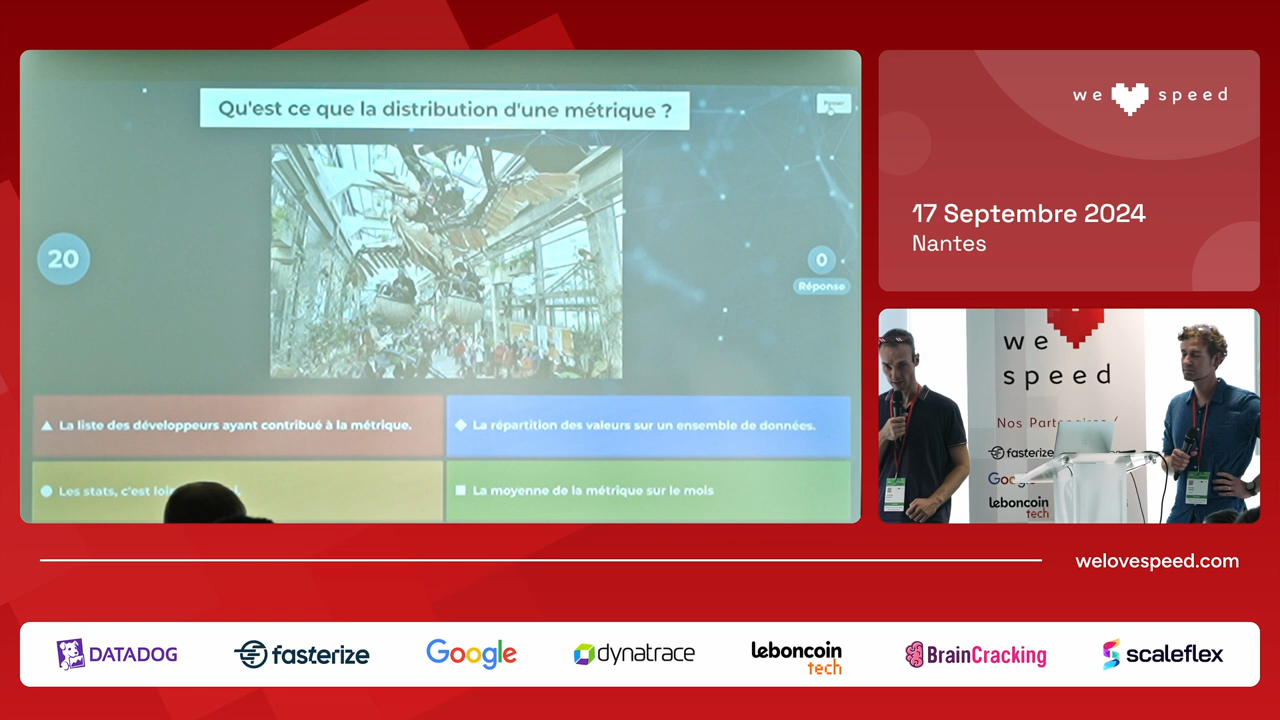 Qu'est ce que la distribution d'une métrique ?
Passer
20
0
Réponse
La liste des développeurs ayant contribué à la métrique.
La répartition des valeurs sur un ensemble de données.
Les stats, c'est
La moyenne de la métrique sur le mois
we speed
17 Septembre 2024
Nantes
we
speed
Nos
fasterize
Goog
leboncoin
tech
welovespeed.com
DATADOG
fasterize
Google
dynatrace
leboncoin
tech
BrainCracking
scaleflex